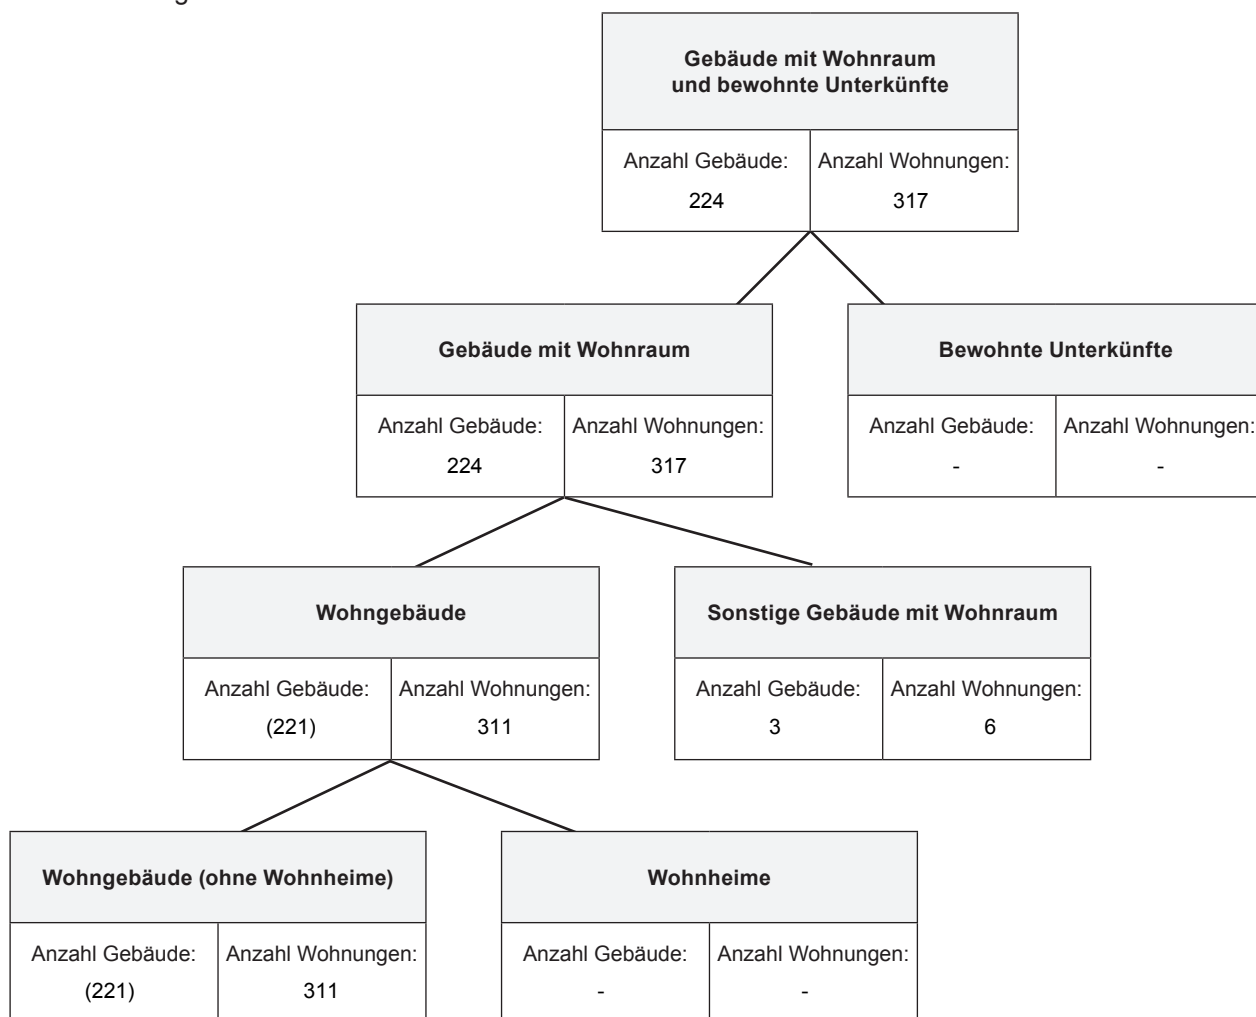 Gebäude mit Wohnraum
und bewohnte Unterkünfte
Anzahl Gebäude: Anzahl Wohnungen:
224 317
Gebäude mit Wohnraum
Anzahl Gebäude: Anzahl Wohnungen:
224 317
Bewohnte Unterkünfte
Anzahl Gebäude: Anzahl Wohnungen:
- -
Wohngebäude
Anzahl Gebäude: Anzahl Wohnungen:
(221) 311
Sonstige Gebäude mit Wohnraum
Anzahl Gebäude: Anzahl Wohnungen:
3 6
Wohngebäude (ohne Wohnheime)
Anzahl Gebäude: Anzahl Wohnungen:
(221) 311
Wohnheime
Anzahl Gebäude: Anzahl Wohnungen:
- -